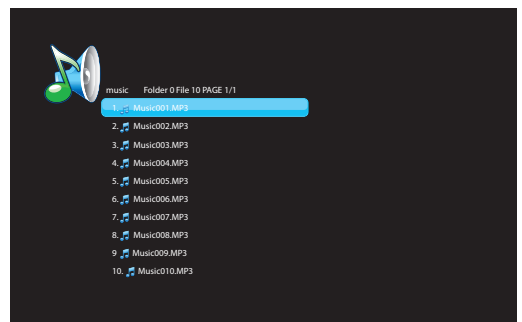 music Folder 0 File 10 PAGE 1/1
1. Music001.MP3
2. Music002.MP3
3. Music003.MP3
4. Music004.MP3
5. Music005.MP3
6. Music006.MP3
7. Music007.MP3
8. Music008.MP3
9 Music009.MP3
10. Music010.MP3